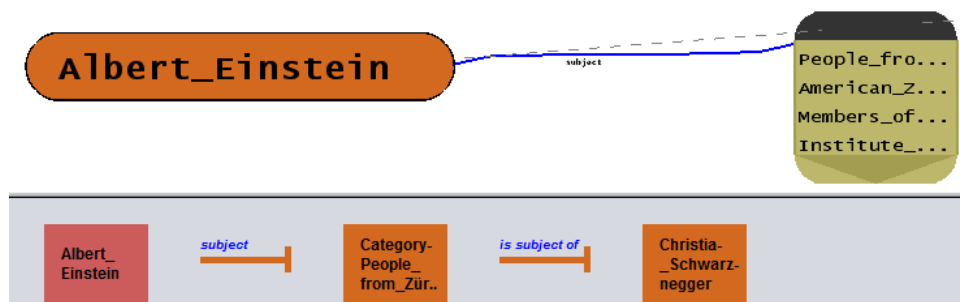 Albert_Einstein
subject
People_fro...
American_Z...
Members_of...
Institute_...
Albert_
Einstein
subject
Category-
People_
from_Zür..
is subject of
Christia-
_Schwarz-
negger